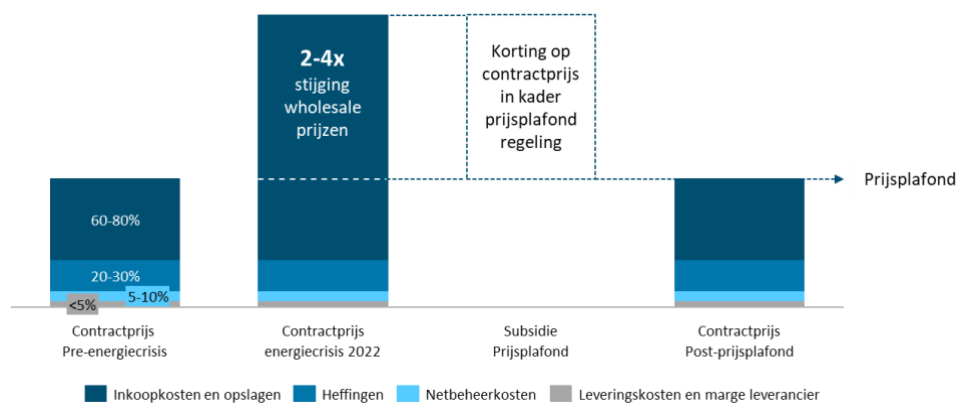 2-4x
stijging
wholesale
prijzen
Korting op
contractprijs
in kader
prijsplafond
regeling
Prijsplafond
60-80%
20-30%
5-10%
<5%
Contractprijs
Pre-energiecrisis
Contractprijs
energiecrisis 2022
Subsidie
Prijsplafond
Contractprijs
Post-prijsplafond
Inkoopkosten en opslagen
Heffingen
Netbeheerkosten
Leveringskosten en marge leverancier